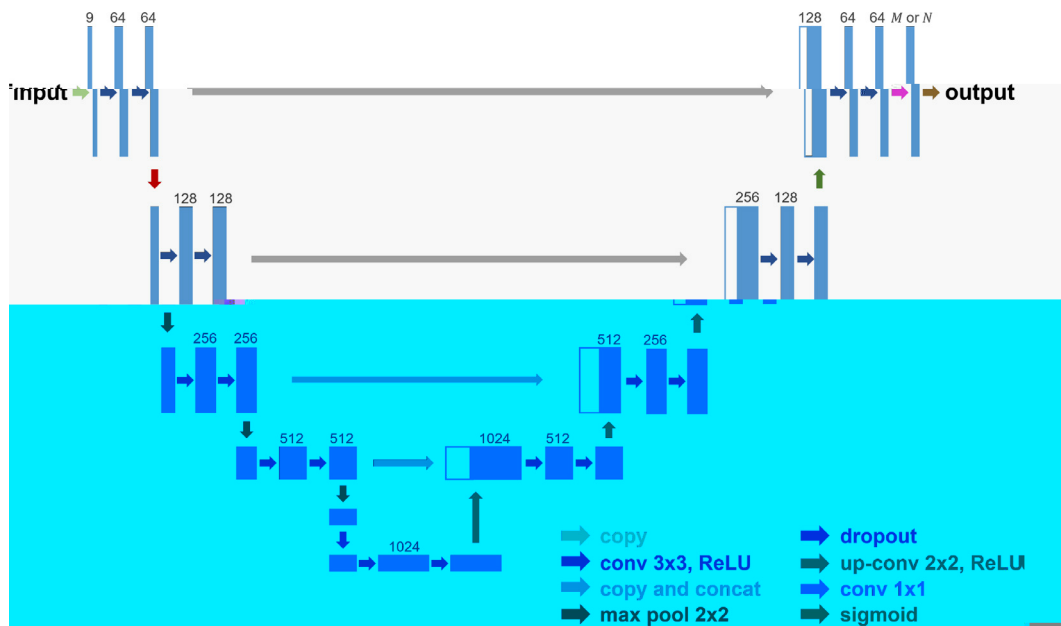 9 64 64 128 64 64 M or N
input output
128 128 256 128
256 256 512 256
512 512 1024 512
1024
copy dropout
conv 3x3, ReLU up-conv 2x2, ReLU
copy and concat conv 1x1
max pool 2x2 sigmoid